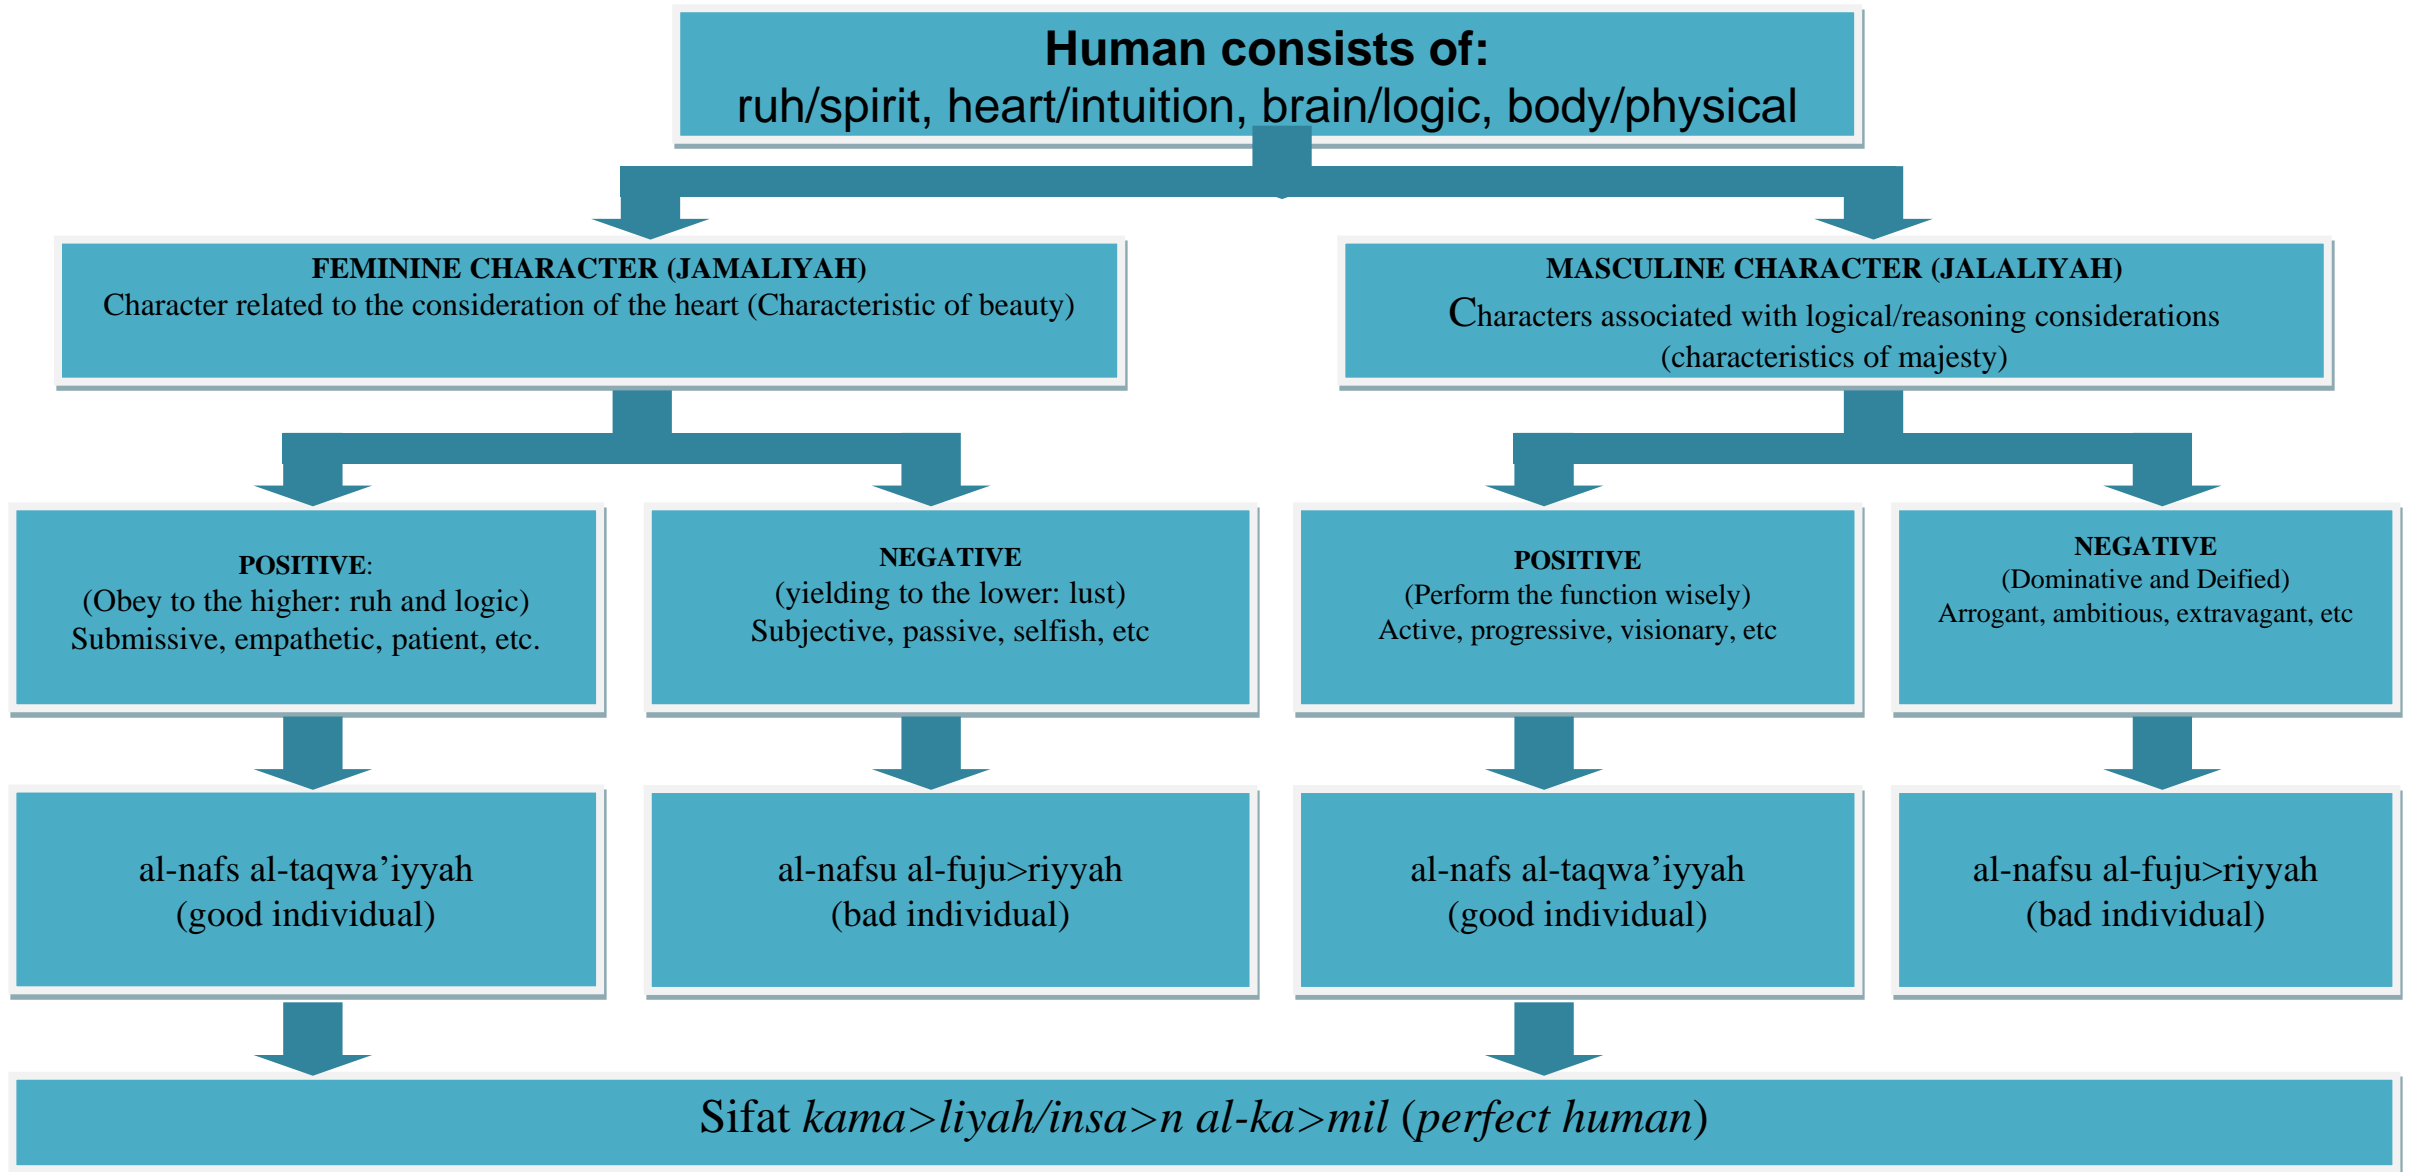 Human consists of:
ruh/spirit, heart/intuition, brain/logic, body/physical
FEMININE CHARACTER (JAMALIYAH)
Character related to the consideration of the heart (Characteristic of beauty)
MASCULINE CHARACTER (JALALIYAH)
Characters associated with logical/reasoning considerations
(characteristics of majesty)
POSITIVE:
(Obey to the higher: ruh and logic)
Submissive, empathetic, patient, etc.
NEGATIVE
(yielding to the lower: lust)
Subjective, passive, selfish, etc
POSITIVE
(Perform the function wisely)
Active, progressive, visionary, etc
NEGATIVE
(Dominative and Deified)
Arrogant, ambitious, extravagant, etc
al-nafs al-taqwa’iyyah
(good individual)
al-nafsu al-fuju>riyyah
(bad individual)
al-nafs al-taqwa’iyyah
(good individual)
al-nafsu al-fuju>riyyah
(bad individual)
Sifat kama>liyah/insa>n al-ka>mil (perfect human)